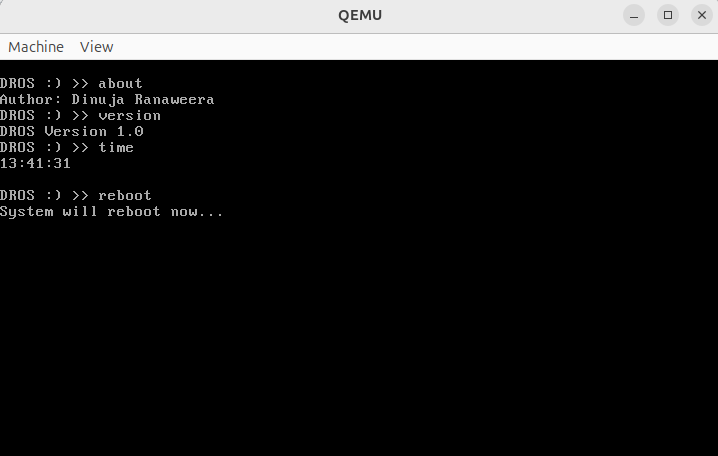 QEMU
Machine View
DROS :) >> about
Author: Dinuja Ranaweera
DROS :) >> version
DROS Version 1.0
DROS :) >> time
13:41:31
DROS :) >> reboot
System will reboot now...